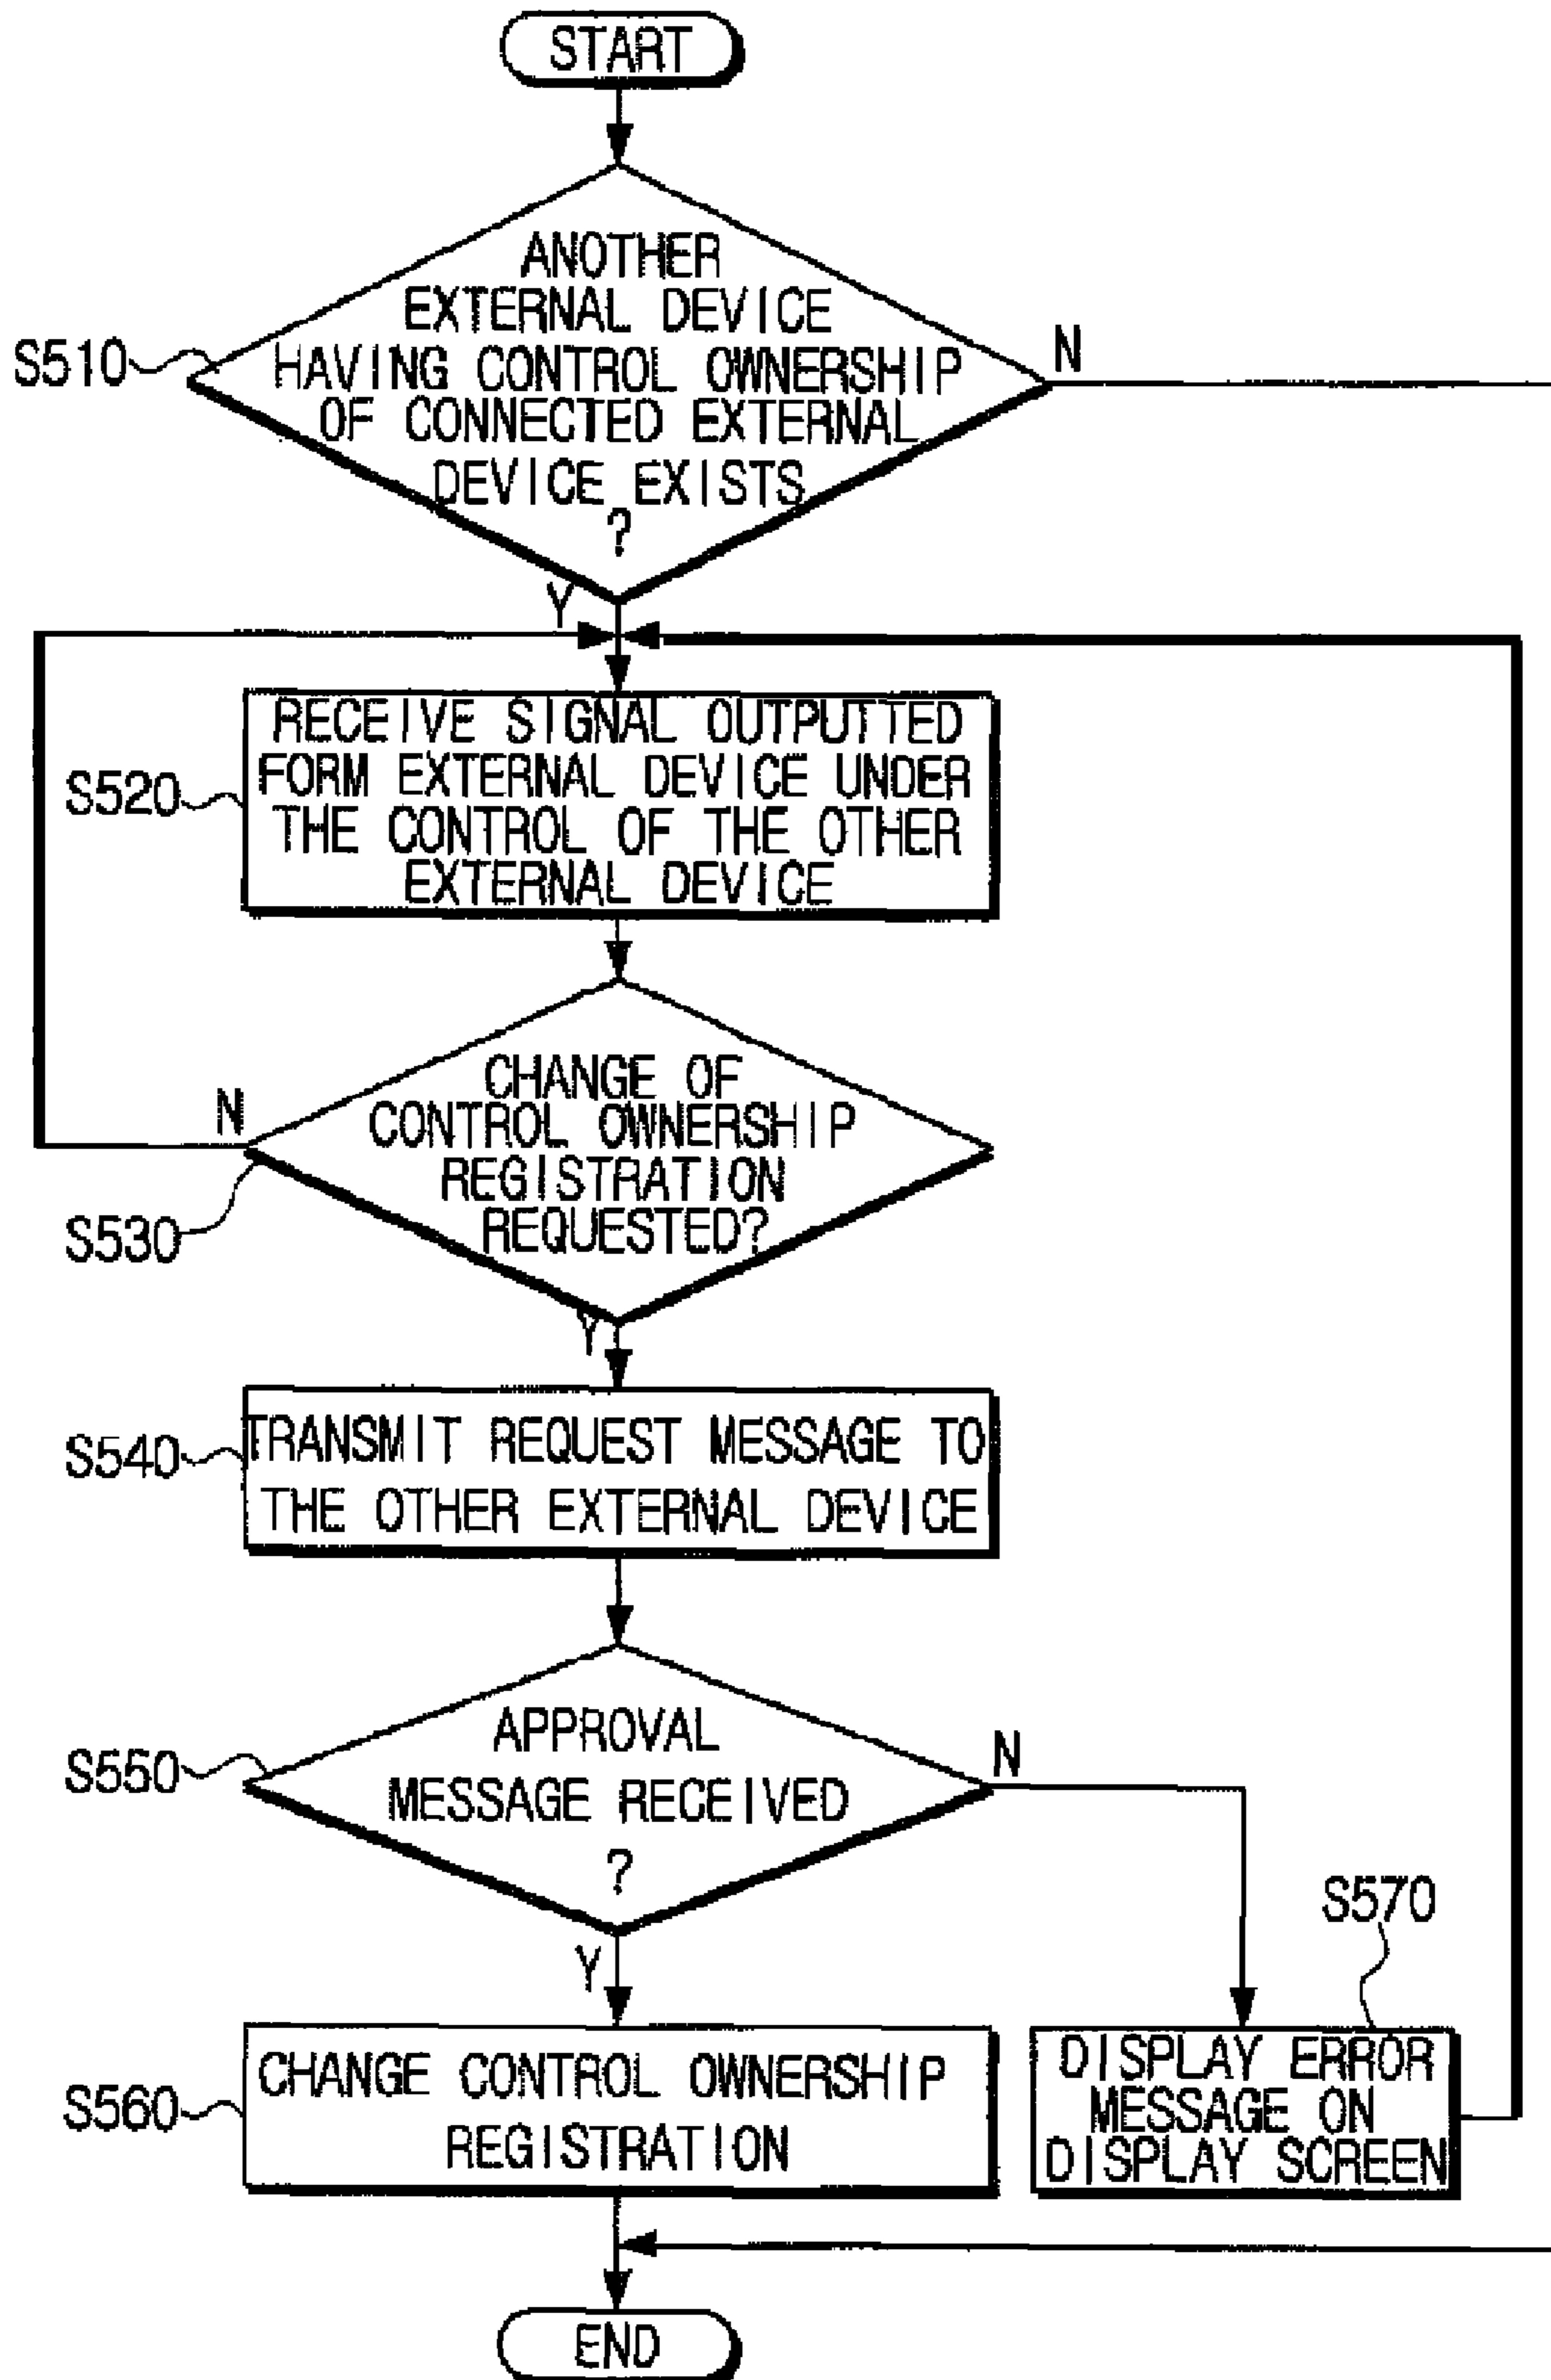 START
ANOTHER
EXTERNAL DEVICE
HAVING CONTROL OWNERSHIP
OF CONNECTED EXTERNAL
DEVICE EXISTS
?
S510
N
Y
RECEIVE SIGNAL OUTPUTTED
FORM EXTERNAL DEVICE UNDER
THE CONTROL OF THE OTHER
EXTERNAL DEVICE
S520
CHANGE OF
CONTROL OWNERSHIP
REGISTRATION
REQUESTED?
N
S530
Y
TRANSMIT REQUEST MESSAGE TO
THE OTHER EXTERNAL DEVICE
S540
APPROVAL
MESSAGE RECEIVED
?
S550
N
Y
S570
CHANGE CONTROL OWNERSHIP
REGISTRATION
S560
DISPLAY ERROR
MESSAGE ON
DISPLAY SCREEN
END